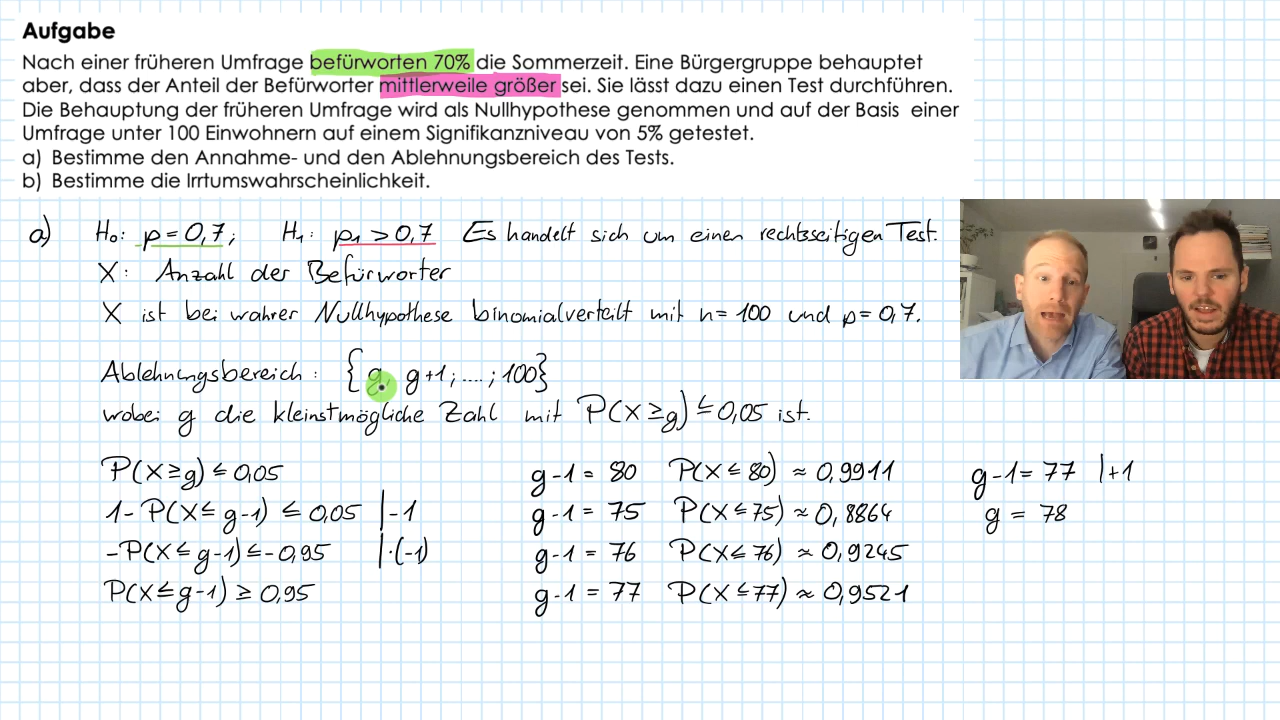 Aufgabe
Nach einer früheren Umfrage befürworten 70% die Sommerzeit. Eine Bürgergruppe behauptet
aber, dass der Anteil der Befürworter mittlerweile größer sei. Sie lässt dazu einen Test durchführen.
Die Behauptung der früheren Umfrage wird als Nullhypothese genommen und auf der Basis einer
Umfrage unter 100 Einwohnern auf einem Signifikanzniveau von 5% getestet.
a) Bestimme den Annahme- und den Ablehnungsbereich des Tests.
b) Bestimme die Irrtumswahrscheinlichkeit.
a) H₀: p = 0,7; H₁: p₁ > 0,7 Es handelt sich um einen rechtsseitigen Test.
X: Anzahl der Befürworter
X ist bei wahrer Nullhypothese binomialverteilt mit n = 100 und p = 0,7.
Ablehnungsbereich: {g, g+1; ....; 100}
wobei g die kleinstmögliche Zahl mit P(X ≥ g) ≤ 0,05 ist.
P(X ≥ g) ≤ 0,05 g-1 = 80 P(X ≤ 80) ≈ 0,9911 g-1 = 77 |+1
1-P(X ≤ g-1) ≤ 0,05 |-1 g-1 = 75 P(X ≤ 75) ≈ 0,8864 g = 78
-P(X ≤ g-1) ≤ -0,95 |·(-1) g-1 = 76 P(X ≤ 76) ≈ 0,9245
P(X ≤ g-1) ≥ 0,95 g-1 = 77 P(X ≤ 77) ≈ 0,9521